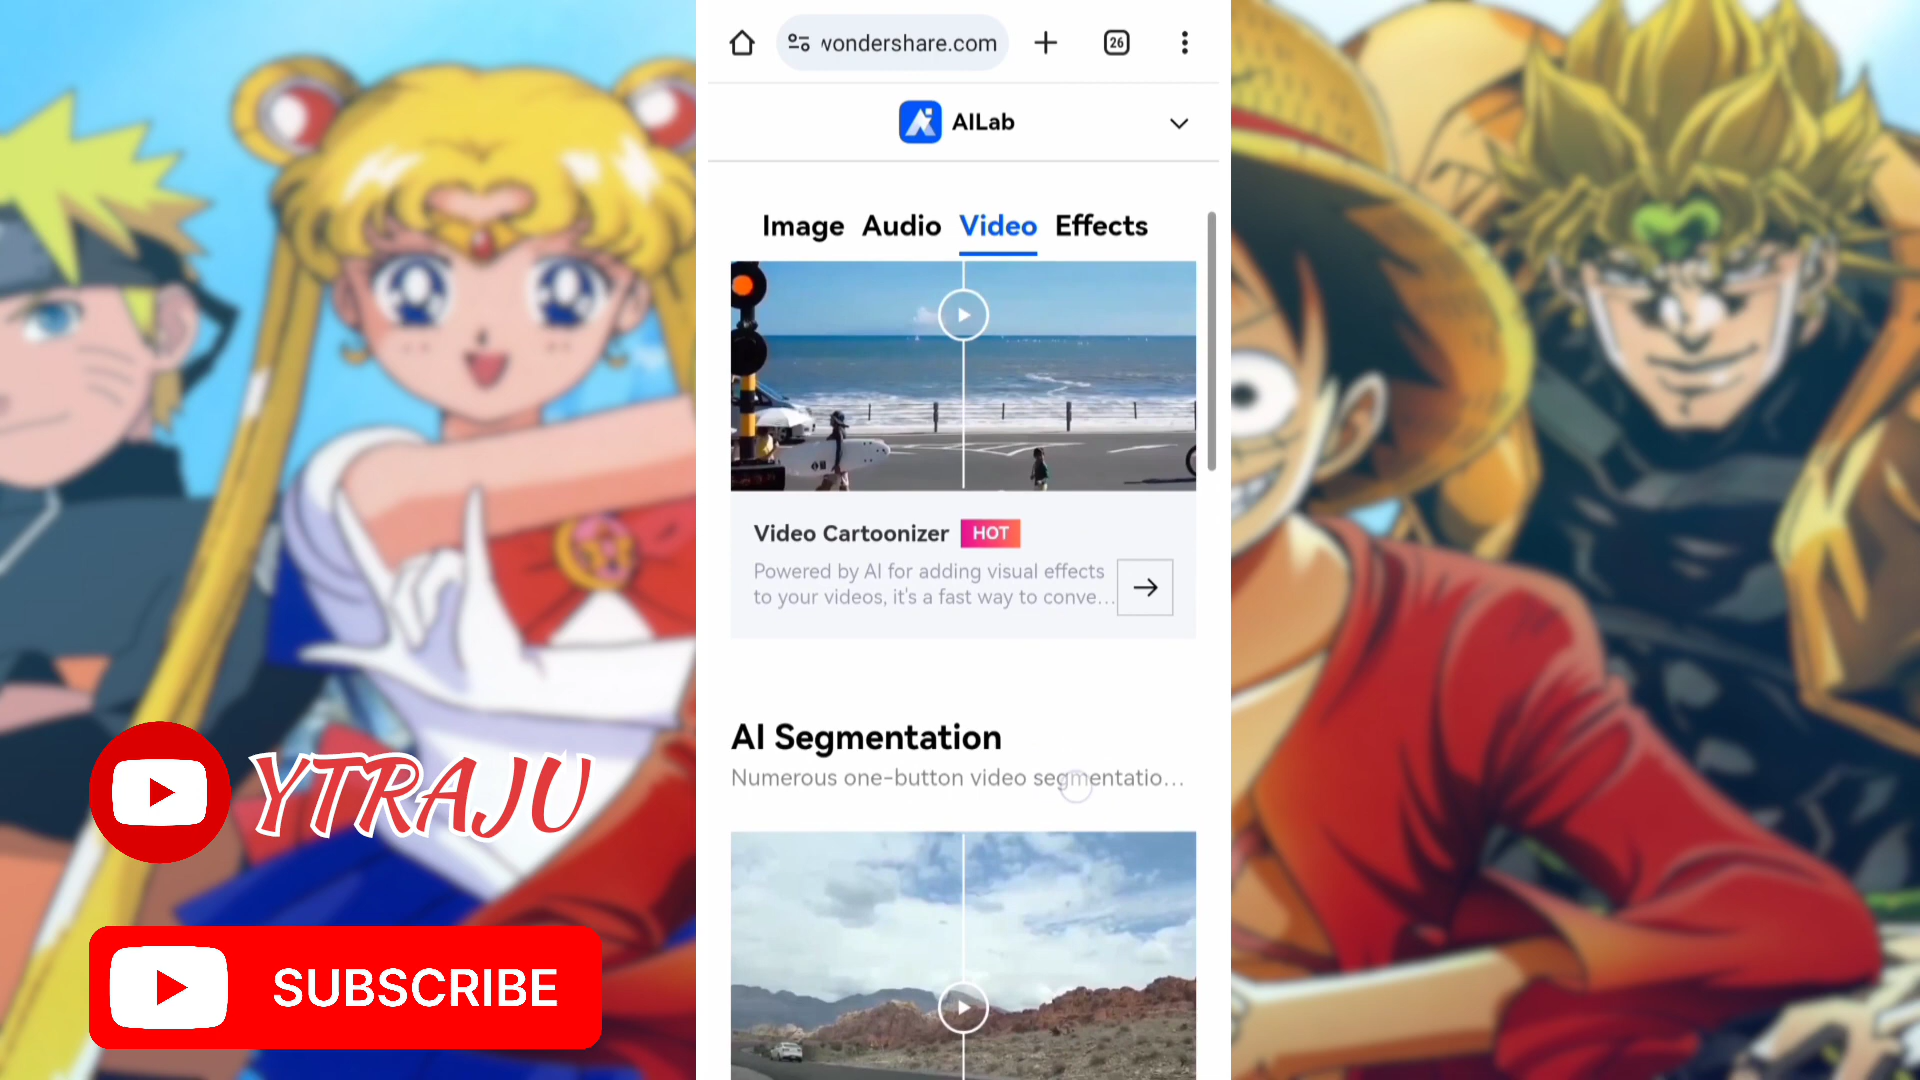 vondershare.com
26
AILab
Image Audio Video Effects
Video Cartoonizer HOT
Powered by AI for adding visual effects
to your videos, it's a fast way to conve...
AI Segmentation
Numerous one-button video segmentatio...
YTRAJU
SUBSCRIBE